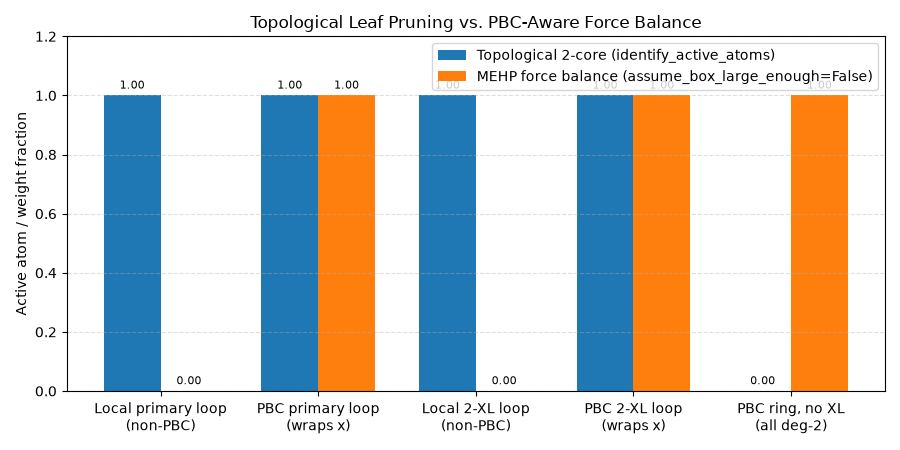 Topological Leaf Pruning vs. PBC-Aware Force Balance
Active atom / weight fraction
1.2
1.0
0.8
0.6
0.4
0.2
0.0
Topological 2-core (identify_active_atoms)
MEHP force balance (assume_box_large_enough=False)
1.00
0.00
1.00
1.00
1.00
0.00
1.00
1.00
0.00
1.00
Local primary loop
(non-PBC)
PBC primary loop
(wraps x)
Local 2-XL loop
(non-PBC)
PBC 2-XL loop
(wraps x)
PBC ring, no XL
(all deg-2)